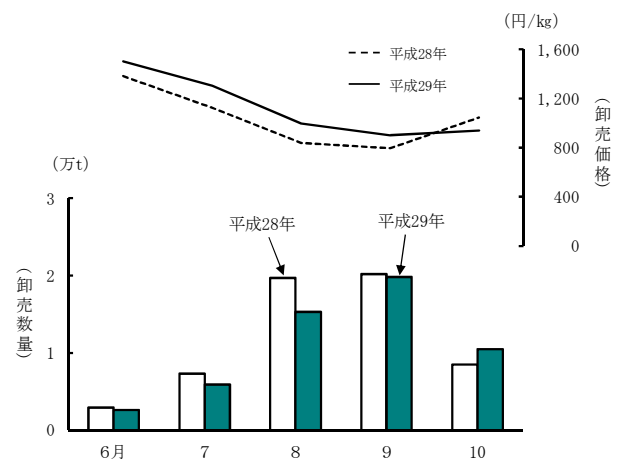 (円/㎏)
平成28年
平成29年
1,600
1,200
800
400
0
(卸売価格)
(万t)
3
2
1
0
(卸売数量)
平成28年
平成29年
6月
7
8
9
10